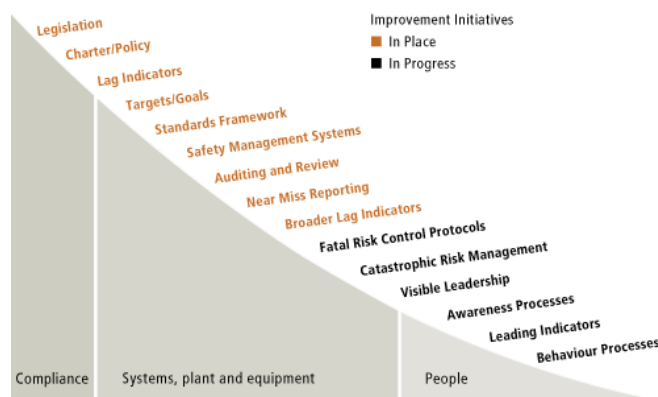 Legislation
Charter/Policy
Lag Indicators
Targets/Goals
Standards Framework
Safety Management Systems
Auditing and Review
Near Miss Reporting
Broader Lag Indicators
Fatal Risk Control Protocols
Catastrophic Risk Management
Visible Leadership
Awareness Processes
Leading Indicators
Behaviour Processes
Improvement Initiatives
In Place
In Progress
Compliance
Systems, plant and equipment
People